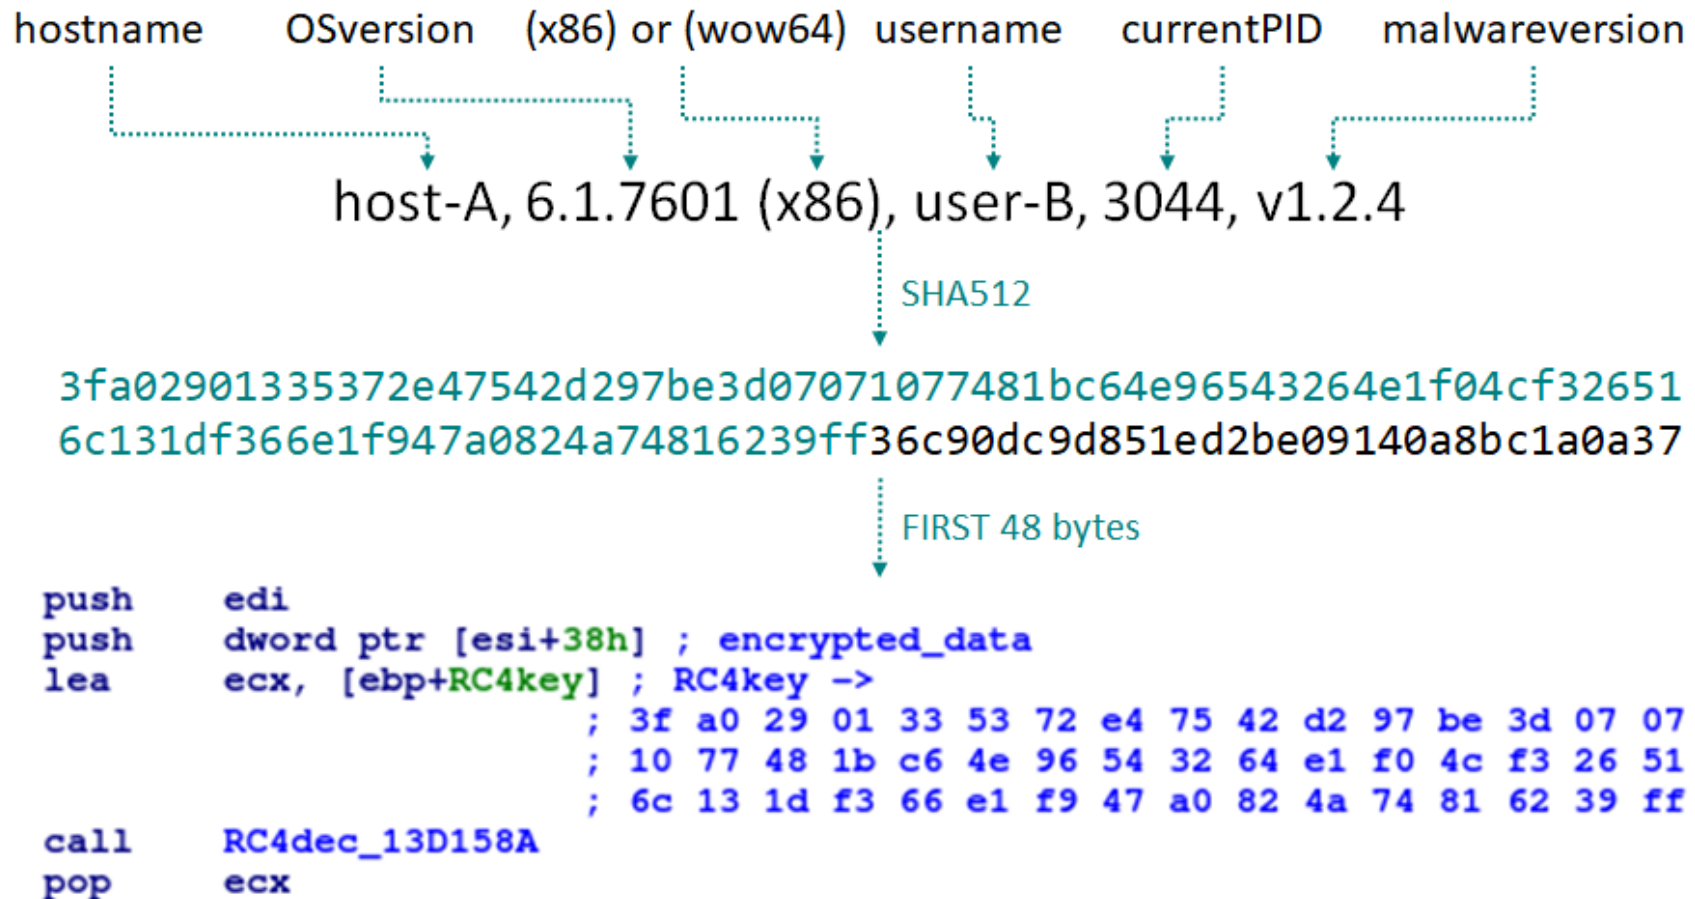 hostname OSversion (x86) or (wow64) username currentPID malwareversion
host-A, 6.1.7601 (x86), user-B, 3044, v1.2.4
SHA512
3fa02901335372e47542d297be3d07071077481bc64e96543264e1f04cf32651
6c131df366e1f947a0824a74816239ff36c90dc9d851ed2be09140a8bc1a0a37
FIRST 48 bytes
push edi
push dword ptr [esi+38h] ; encrypted_data
lea ecx, [ebp+RC4key] ; RC4key ->
; 3f a0 29 01 33 53 72 e4 75 42 d2 97 be 3d 07 07
; 10 77 48 1b c6 4e 96 54 32 64 e1 f0 4c f3 26 51
; 6c 13 1d f3 66 e1 f9 47 a0 82 4a 74 81 62 39 ff
call RC4dec_13D158A
pop ecx